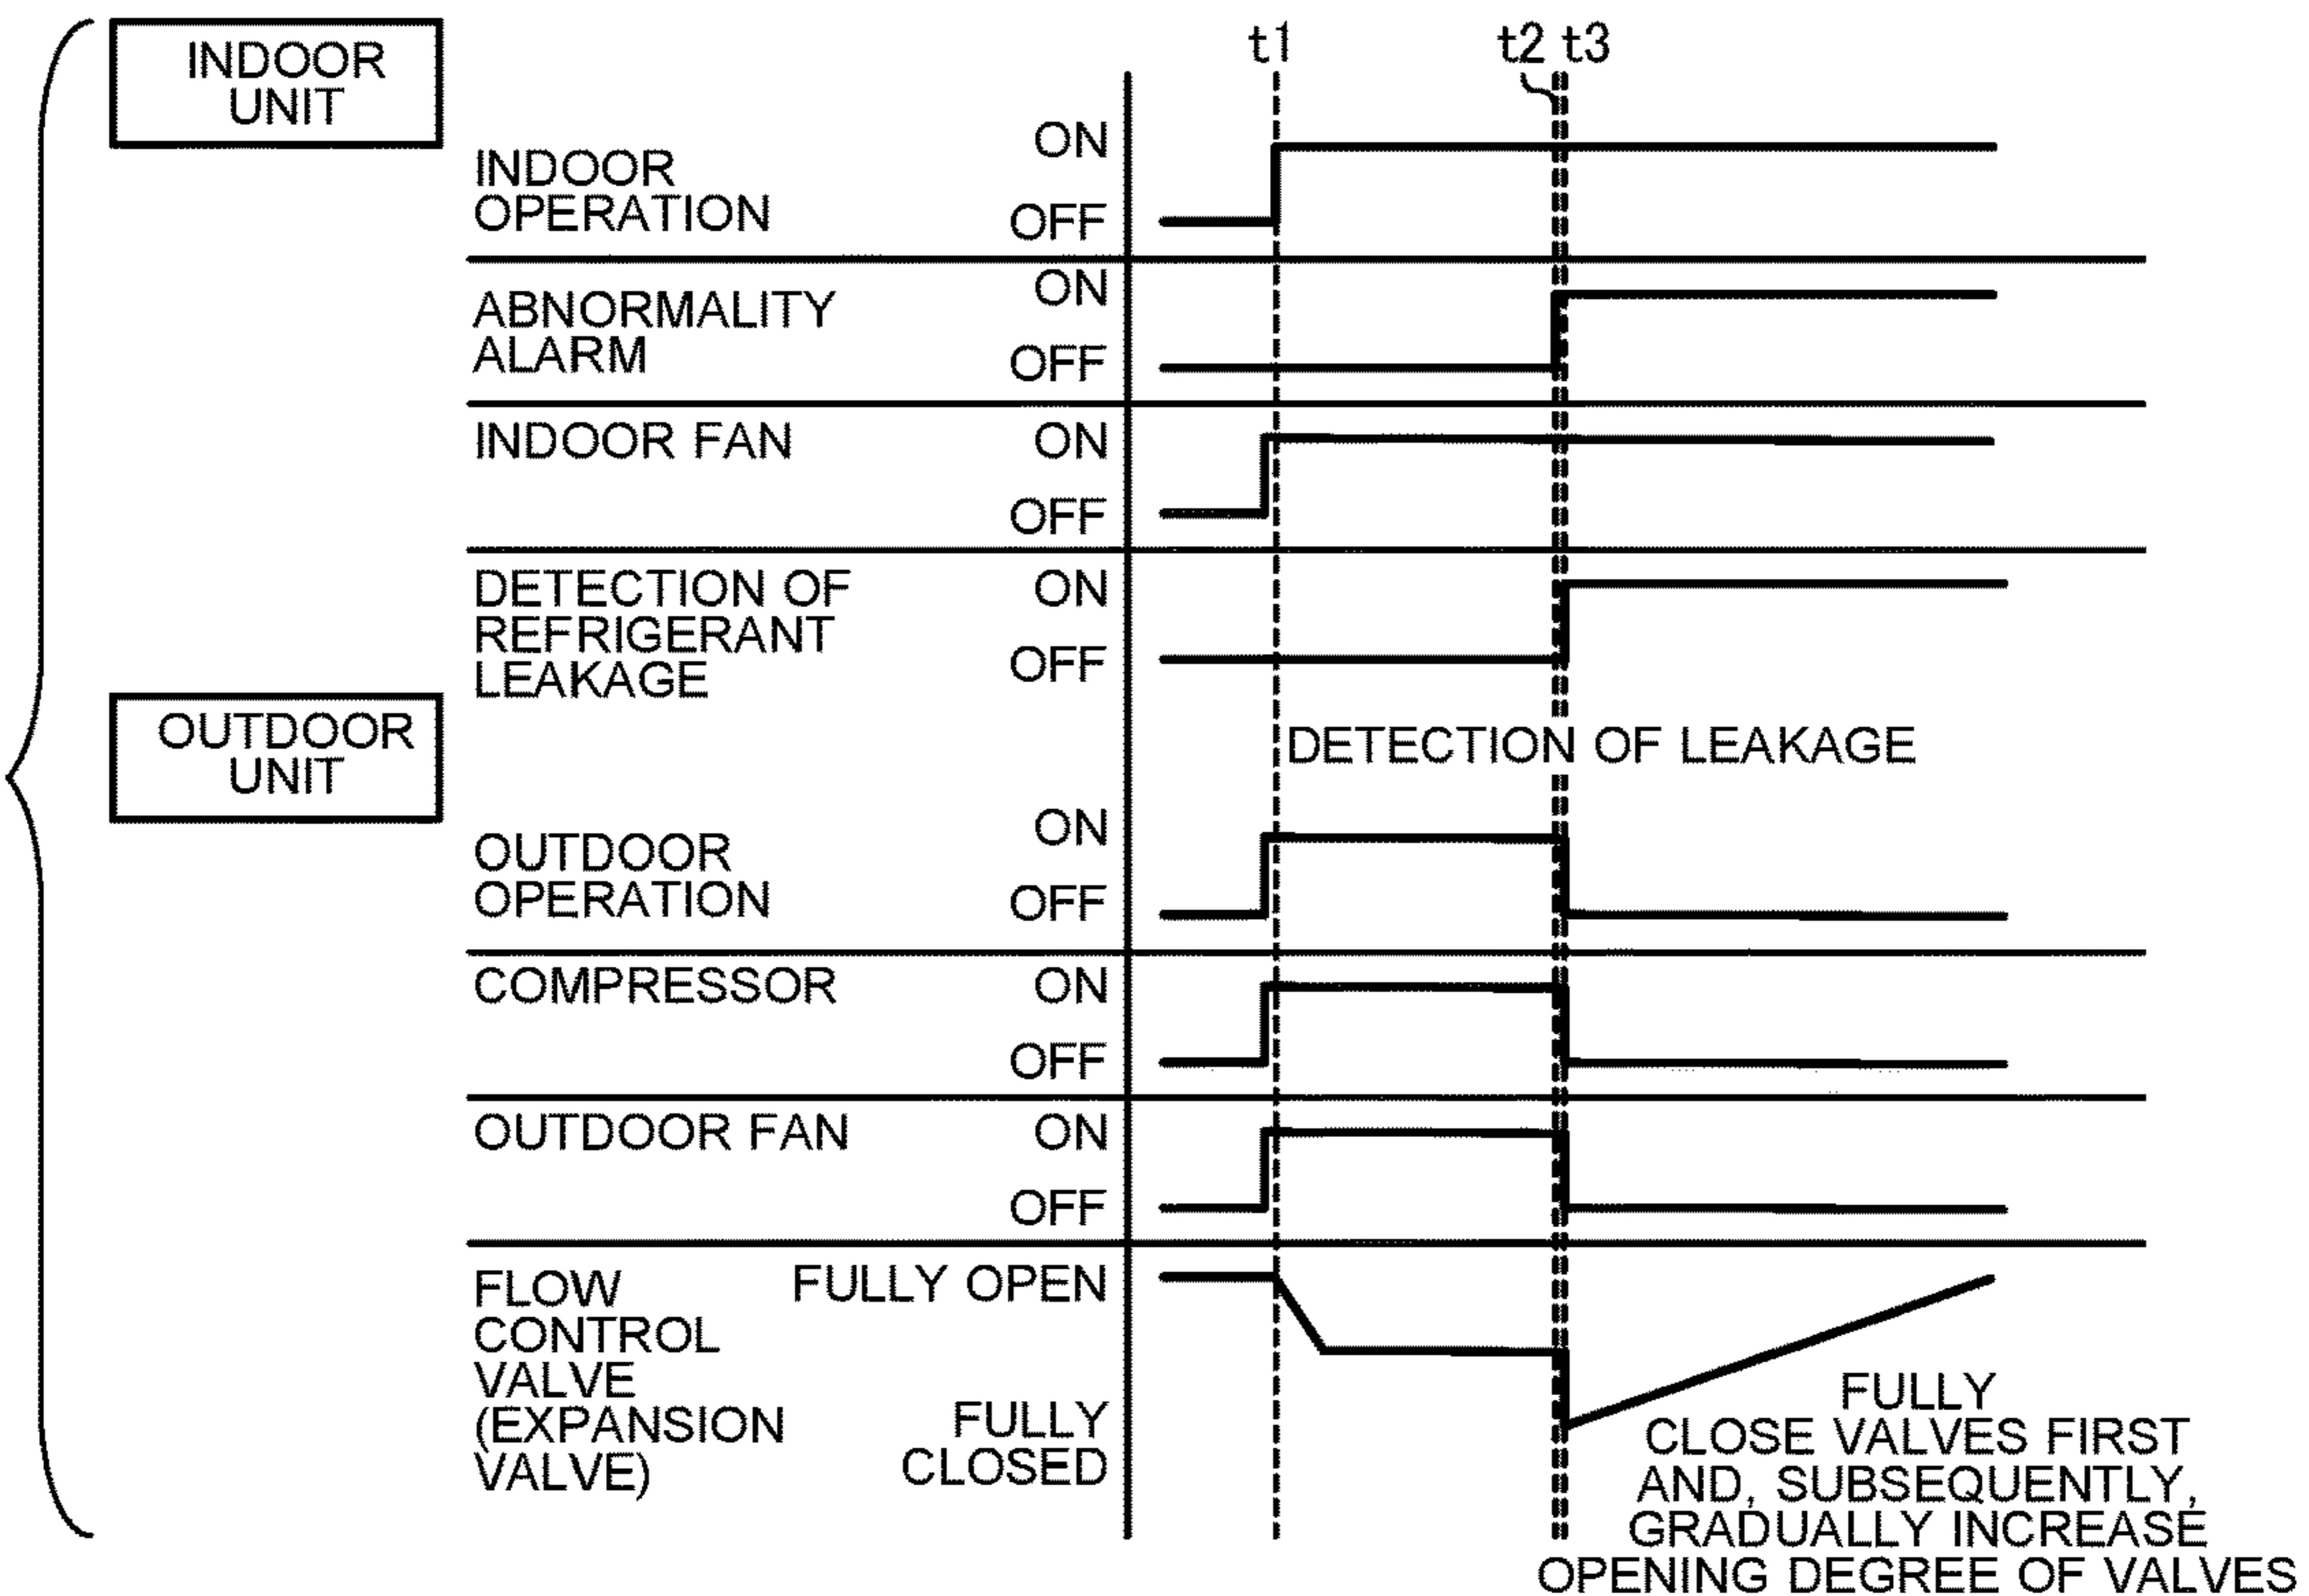 t1 t2 t3
INDOOR
UNIT
INDOOR
OPERATION
ON
OFF
ABNORMALITY
ALARM
ON
OFF
INDOOR FAN
ON
OFF
DETECTION OF
REFRIGERANT
LEAKAGE
ON
OFF
DETECTION OF LEAKAGE
OUTDOOR
UNIT
OUTDOOR
OPERATION
ON
OFF
COMPRESSOR
ON
OFF
OUTDOOR FAN
ON
OFF
FLOW
CONTROL
VALVE
(EXPANSION
VALVE)
FULLY OPEN
FULLY
CLOSED
FULLY
CLOSE VALVES FIRST
AND, SUBSEQUENTLY,
GRADUALLY INCREASE
OPENING DEGREE OF VALVES